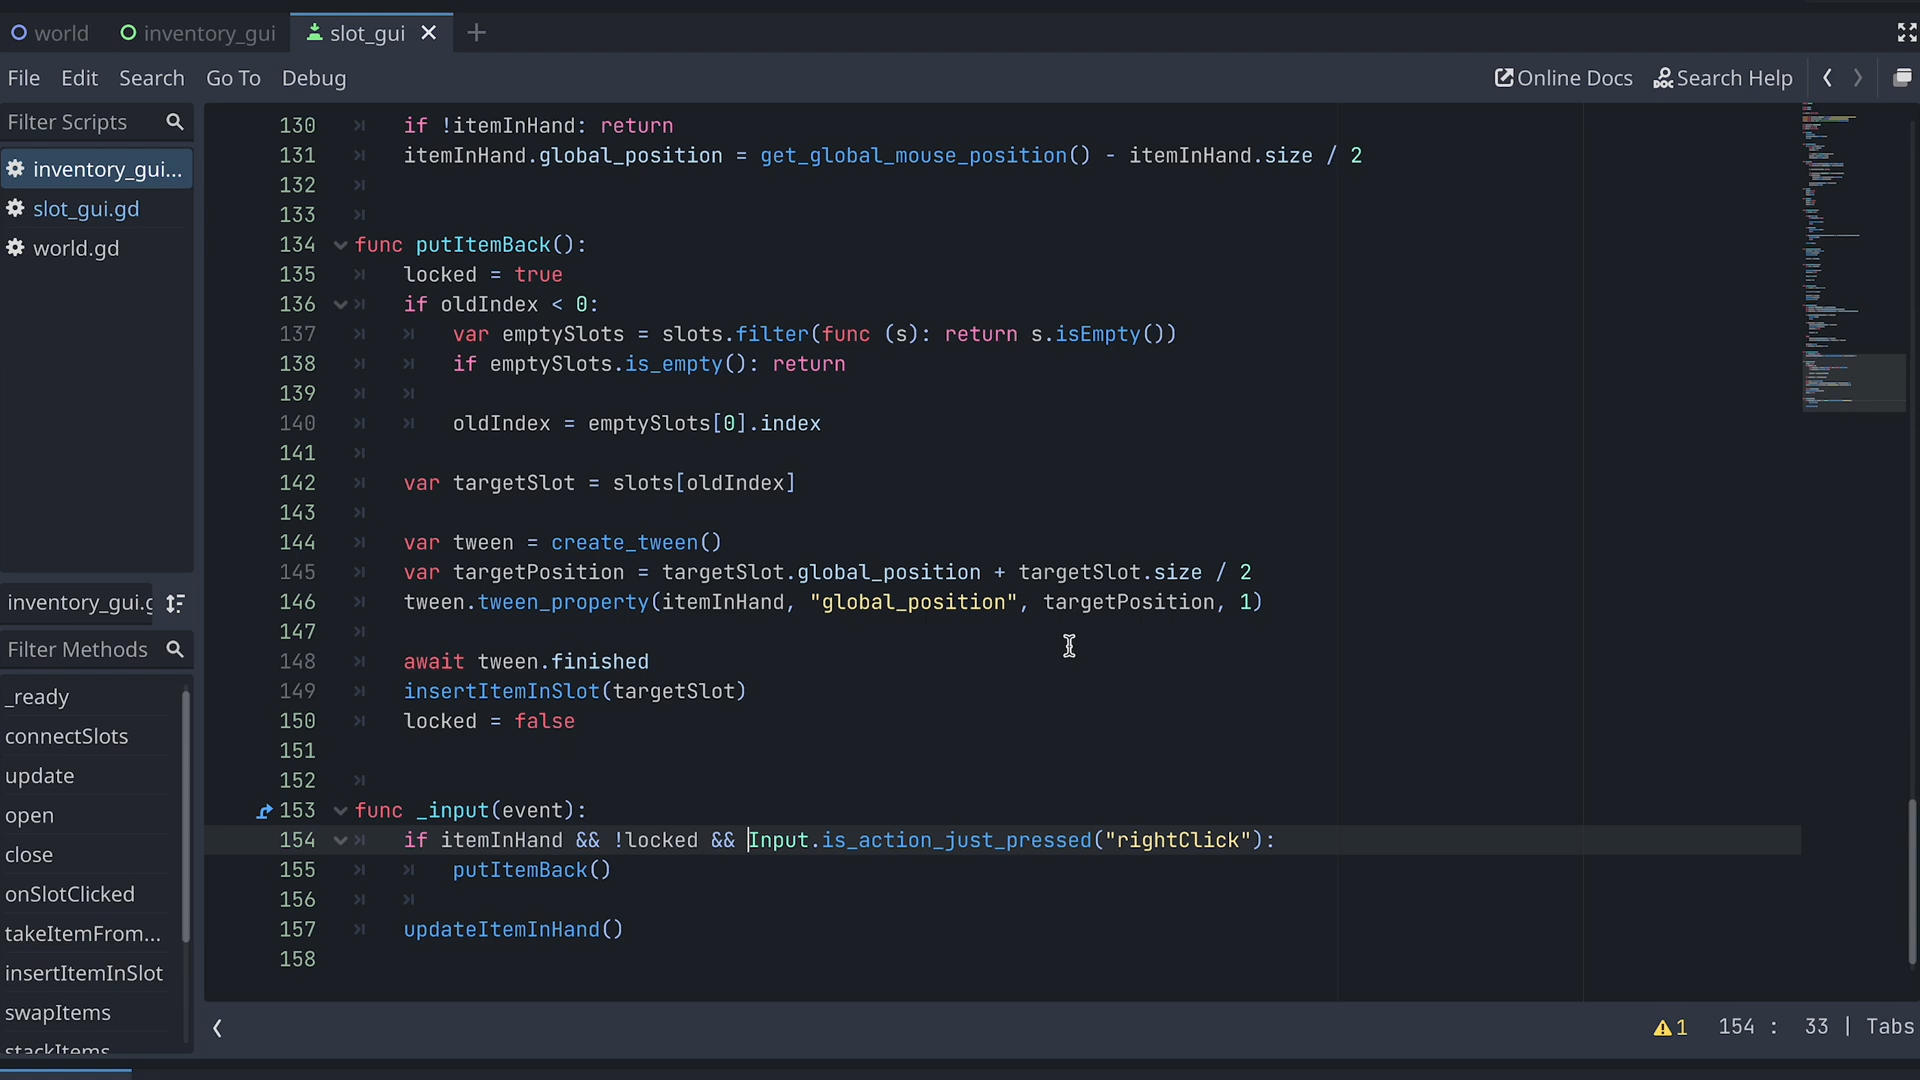 world
inventory_gui
slot_gui
File Edit Search Go To Debug
Online Docs Search Help
Filter Scripts
inventory_gui...
slot_gui.gd
world.gd
inventory_gui.g
Filter Methods
_ready
connectSlots
update
open
close
onSlotClicked
takeItemFrom...
insertItemInSlot
swapItems
stackItems
130 if !itemInHand: return
131 itemInHand.global_position = get_global_mouse_position() - itemInHand.size / 2
132
133
134 func putItemBack():
135 locked = true
136 if oldIndex < 0:
137 var emptySlots = slots.filter(func (s): return s.isEmpty())
138 if emptySlots.is_empty(): return
139
140 oldIndex = emptySlots[0].index
141
142 var targetSlot = slots[oldIndex]
143
144 var tween = create_tween()
145 var targetPosition = targetSlot.global_position + targetSlot.size / 2
146 tween.tween_property(itemInHand, "global_position", targetPosition, 1)
147
148 await tween.finished
149 insertItemInSlot(targetSlot)
150 locked = false
151
152
153 func _input(event):
154 if itemInHand && !locked && Input.is_action_just_pressed("rightClick"):
155 putItemBack()
156
157 updateItemInHand()
158
1 154 : 33 | Tabs